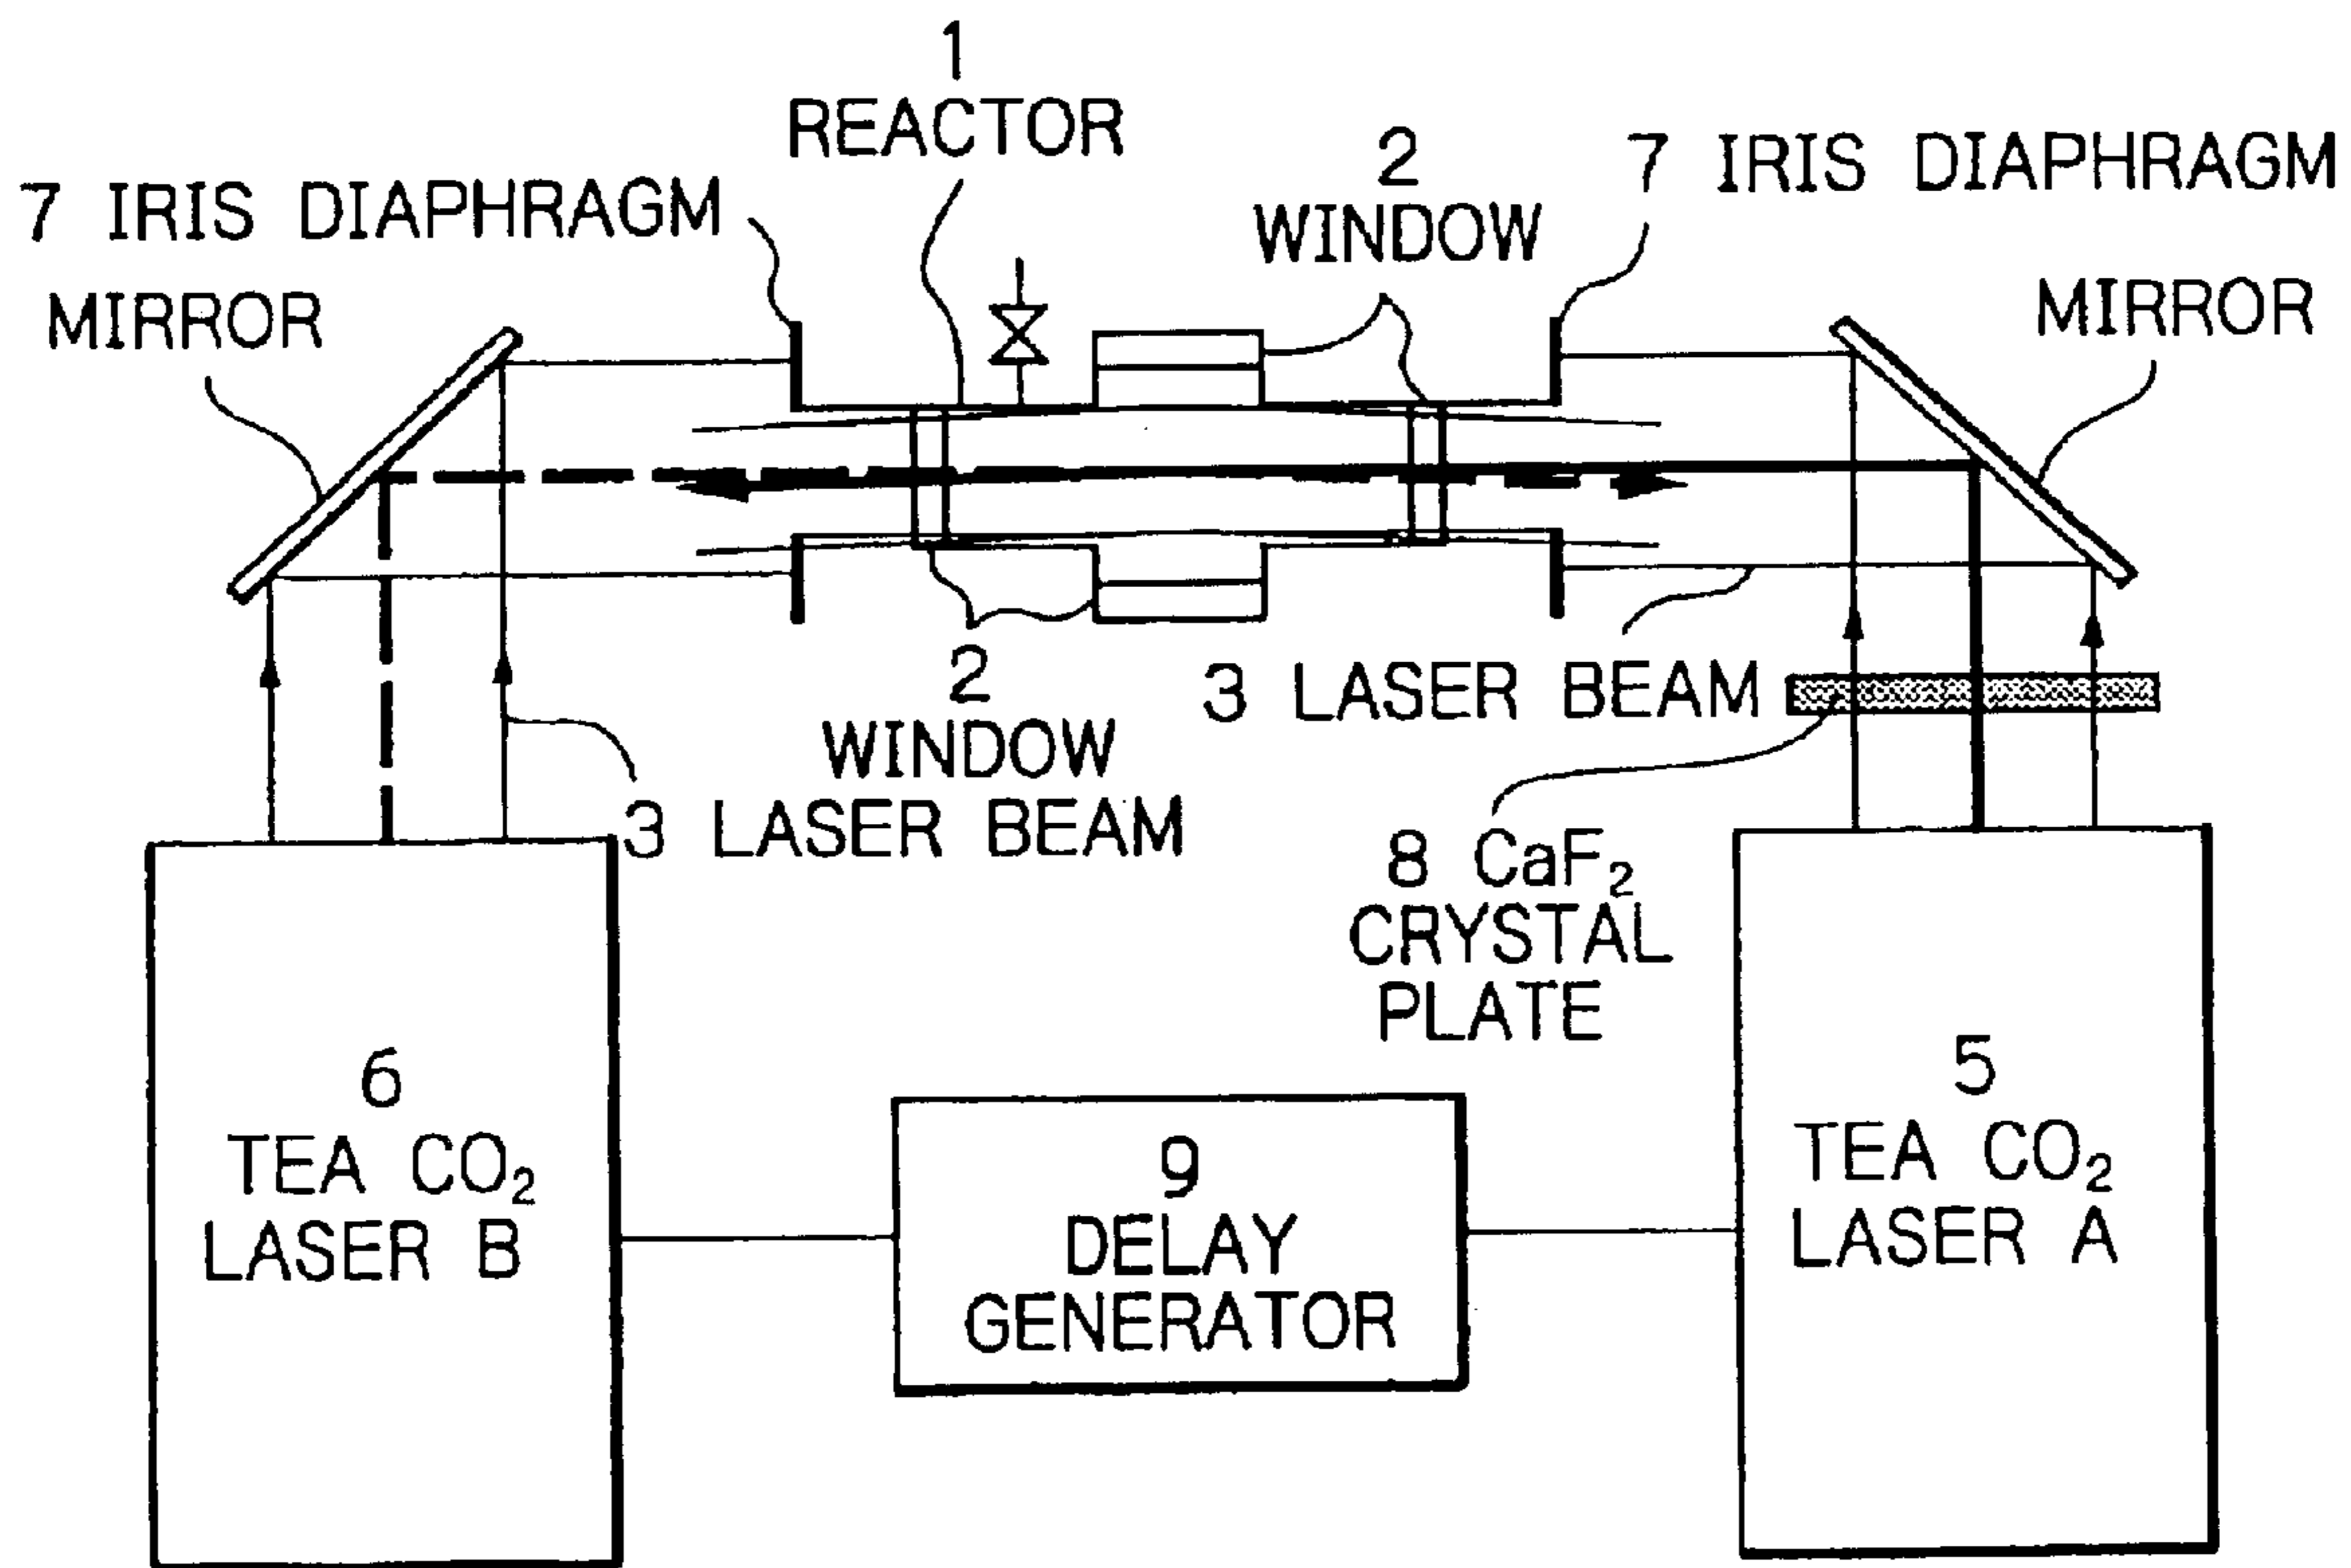 1
REACTOR
2
WINDOW
7 IRIS DIAPHRAGM
7 IRIS DIAPHRAGM
MIRROR
MIRROR
2
WINDOW
3 LASER BEAM
3 LASER BEAM
8 CaF₂
CRYSTAL
PLATE
6
TEA CO₂
LASER B
9
DELAY
GENERATOR
5
TEA CO₂
LASER A